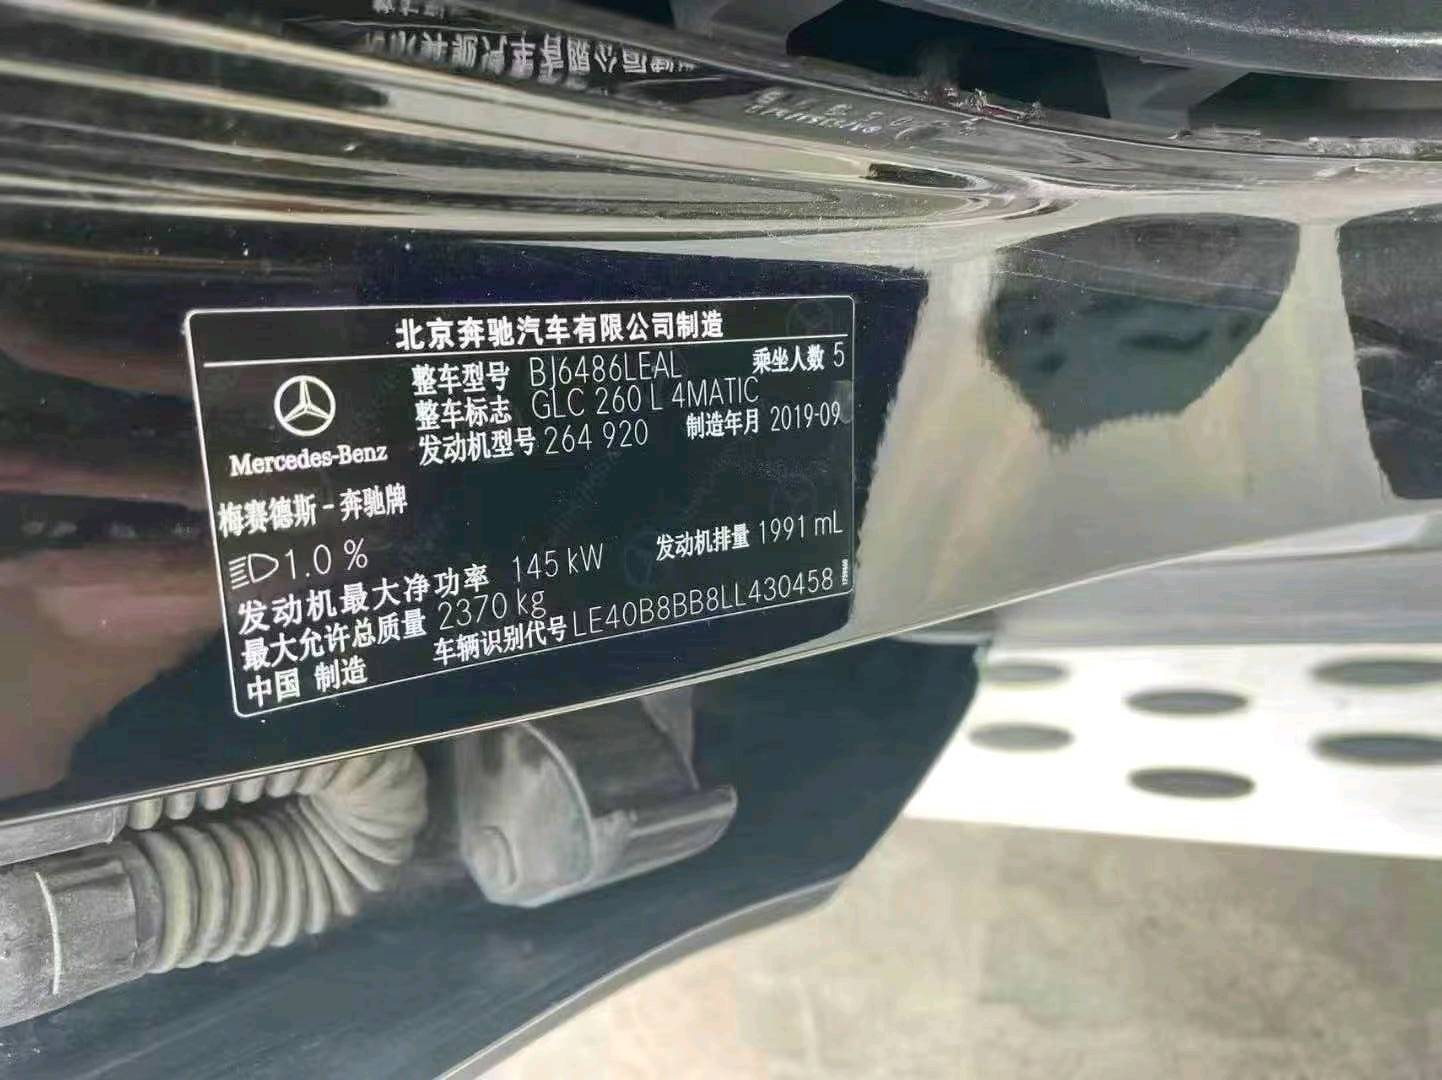 北京奔驰汽车有限公司制造
整车型号 BJ6486LEAL 乘坐人数 5
整车标志 GLC 260 L 4MATIC
发动机型号 264 920 制造年月 2019-09
Mercedes-Benz
梅赛德斯-奔驰牌
1.0 %
发动机最大净功率 145 kW 发动机排量 1991 mL
最大允许总质量 2370 kg
中国 制造 车辆识别代号 LE40B8BB8LL430458